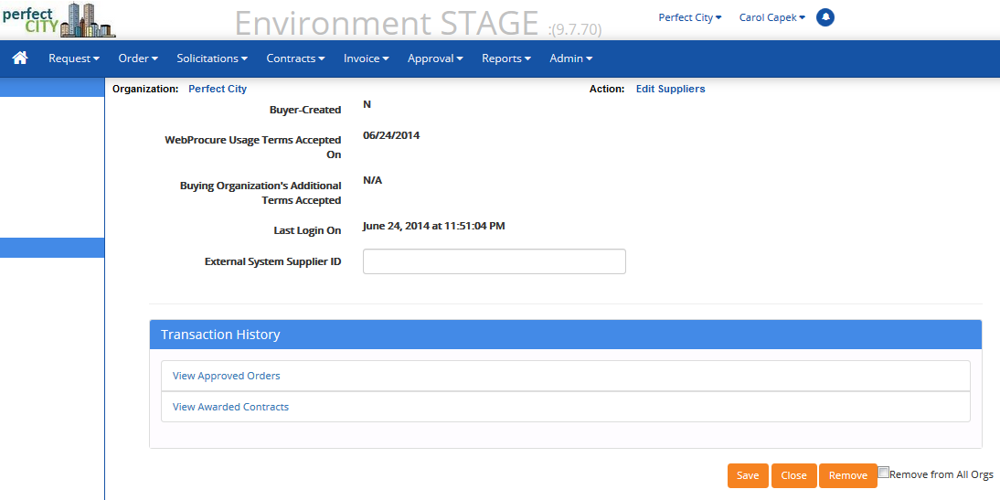 perfect
CITY
Environment STAGE :(9.7.70)
Perfect City Carol Capek
Request Order Solicitations Contracts Invoice Approval Reports Admin
Organization: Perfect City Action: Edit Suppliers
Buyer-Created N
WebProcure Usage Terms Accepted 06/24/2014
On
Buying Organization's Additional N/A
Terms Accepted
Last Login On June 24, 2014 at 11:51:04 PM
External System Supplier ID
Transaction History
View Approved Orders
View Awarded Contracts
Save Close Remove Remove from All Orgs